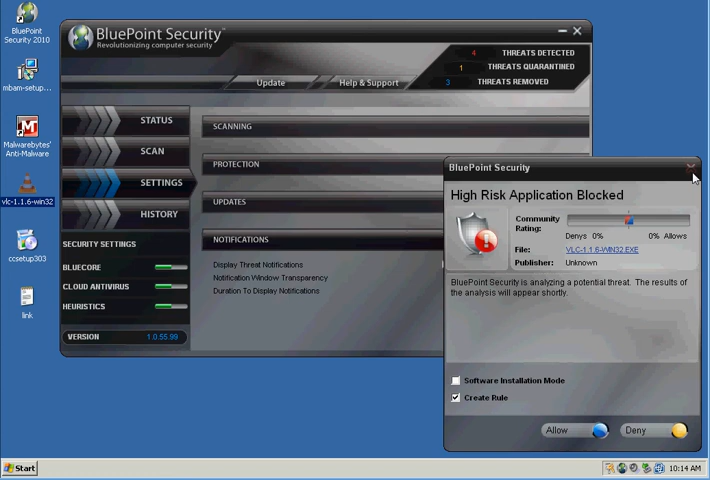 BluePoint
Security 2010
mbam-setup...
Malwarebytes'
Anti-Malware
vlc-1.1.6-win32
ccsetup303
link
BluePoint Security™
Revolutionizing computer security
4 THREATS DETECTED
1 THREATS QUARANTINED
3 THREATS REMOVED
Update
Help & Support
STATUS
SCAN
SETTINGS
HISTORY
SECURITY SETTINGS
BLUECORE
CLOUD ANTIVIRUS
HEURISTICS
VERSION 1.0.55.99
SCANNING
PROTECTION
UPDATES
NOTIFICATIONS
Display Threat Notifications
Notification Window Transparency
Duration To Display Notifications
BluePoint Security
High Risk Application Blocked
Community
Rating:
Denys 0% 0% Allows
File: VLC-1.1.6-WIN32.EXE
Publisher: Unknown
BluePoint Security is analyzing a potential threat. The results of
the analysis will appear shortly.
Software Installation Mode
Create Rule
Allow
Deny
Start
10:14 AM